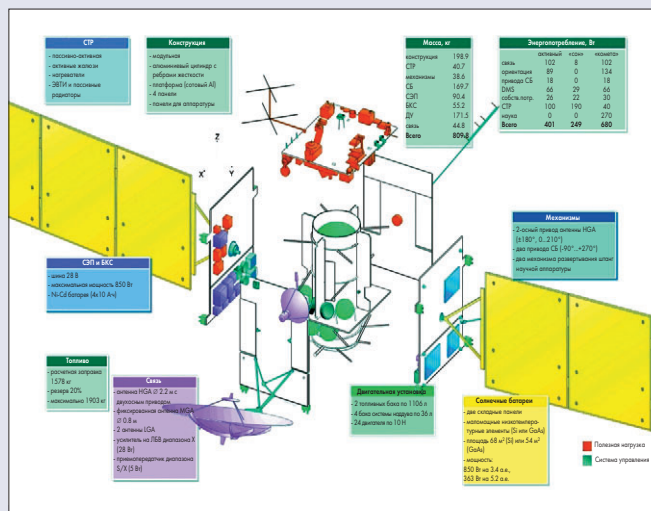 СТР
- пассивно-активная
- активные жалюзи
- нагреватели
- ЭВТИ и пассивные
радиаторы
Конструкция
- модульная
- алюминиевый цилиндр с
ребрами жесткости
- платформа (сотовый Al)
- 4 панели
- панели для аппаратуры
Масса, кг
конструкция 198.9
СТР 40.7
механизмы 38.6
СБ 169.7
СЭП 90.4
БКС 55.2
ДУ 171.5
связь 44.8
Всего 809.8
Энергопотребление, Вт
активный «сон» «комета»
связь 102 8 102
ориентация 89 0 134
привода СБ 18 0 18
DMS 66 29 66
собств.потр. 26 22 30
СТР 100 190 40
наука 0 0 270
Всего 401 249 680
Z
X
Y
Механизмы
- 2-осный привод антенны HGA
(±180°, 0...210°)
- два привода СБ (-90°...+270°)
- два механизма развертывания штанг
научной аппаратуры
СЭП и БКС
- шина 28 В
- максимальная мощность 850 Вт
- Ni-Cd батарея (4х10 А·ч)
Топливо
- расчетная заправка
1578 кг
- резерв 20%
- максимально 1903 кг
Связь
- антенна HGA ∅ 2.2 м с
двухосным приводом
- фиксированная антенна MGA
∅ 0.8 м
- 2 антенны LGA
- усилитель на ЛБВ диапазона X
(28 Вт)
- приемопередатчик диапазона
S/X (5 Вт)
Двигательная установка
- 2 топливных бака по 1106 л
- 4 бака системы наддува по 36 л
- 24 двигателя по 10 Н
Солнечные батареи
- две складные панели
- маломощные низкотемпера-
турные элементы (Si или GaAs)
- площадь 68 м² (Si) или 54 м²
(GaAs)
- мощность:
850 Вт на 3.4 а.е.,
363 Вт на 5.2 а.е.
Полезная нагрузка
Система управления